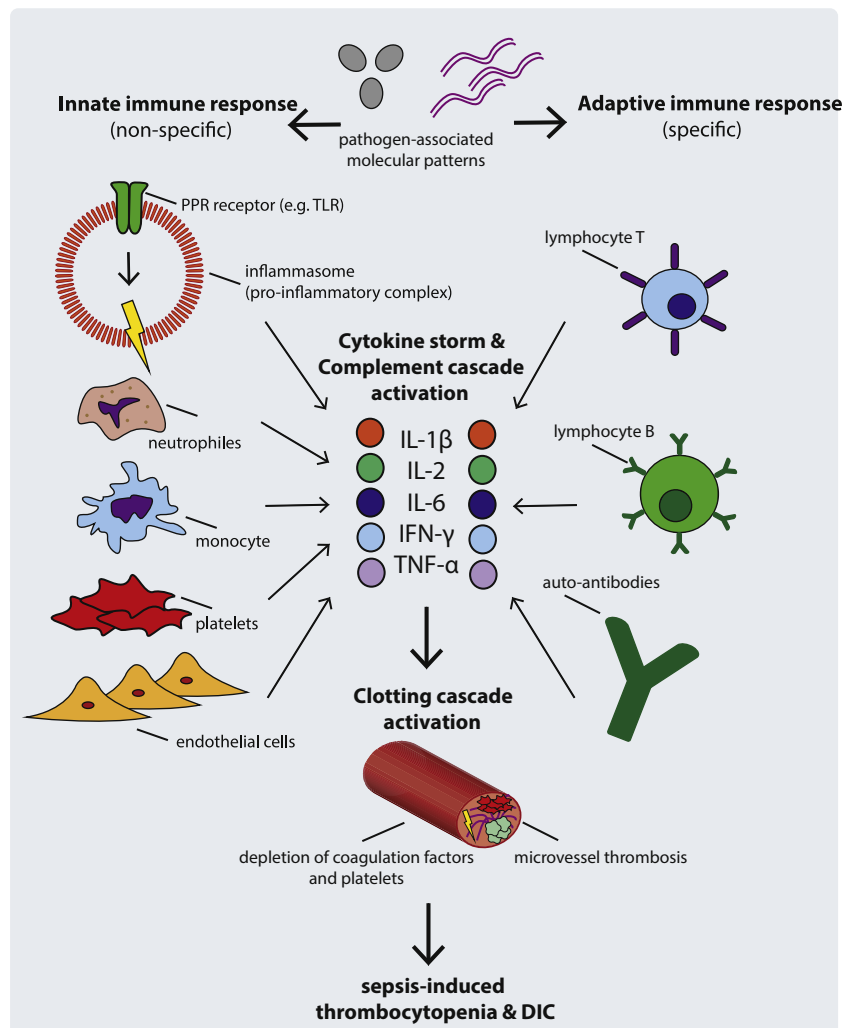 Innate immune response
(non-specific)
pathogen-associated
molecular patterns
Adaptive immune response
(specific)
PPR receptor (e.g. TLR)
inflammasome
(pro-inflammatory complex)
lymphocyte T
Cytokine storm &
Complement cascade
activation
neutrophiles
IL-1β
IL-2
IL-6
IFN-γ
TNF-α
lymphocyte B
monocyte
platelets
auto-antibodies
endothelial cells
Clotting cascade
activation
depletion of coagulation factors
and platelets
microvessel thrombosis
sepsis-induced
thrombocytopenia & DIC